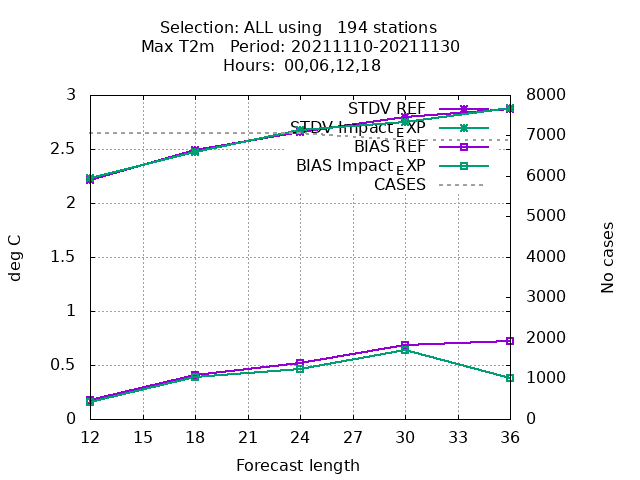 Selection: ALL using 194 stations
Max T2m Period: 20211110-20211130
Hours: 00,06,12,18
3
2.5
2
1.5
1
0.5
0
deg C
STDV REF
STDV Impact_EXP
BIAS REF
BIAS Impact_EXP
CASES
8000
7000
6000
5000
4000
3000
2000
1000
0
No cases
12 15 18 21 24 27 30 33 36
Forecast length